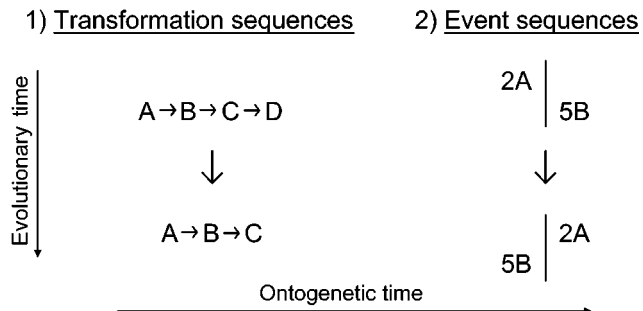 1) Transformation sequences
2) Event sequences
Evolutionary time
A→B→C→D
2A
5B
A→B→C
2A
5B
Ontogenetic time